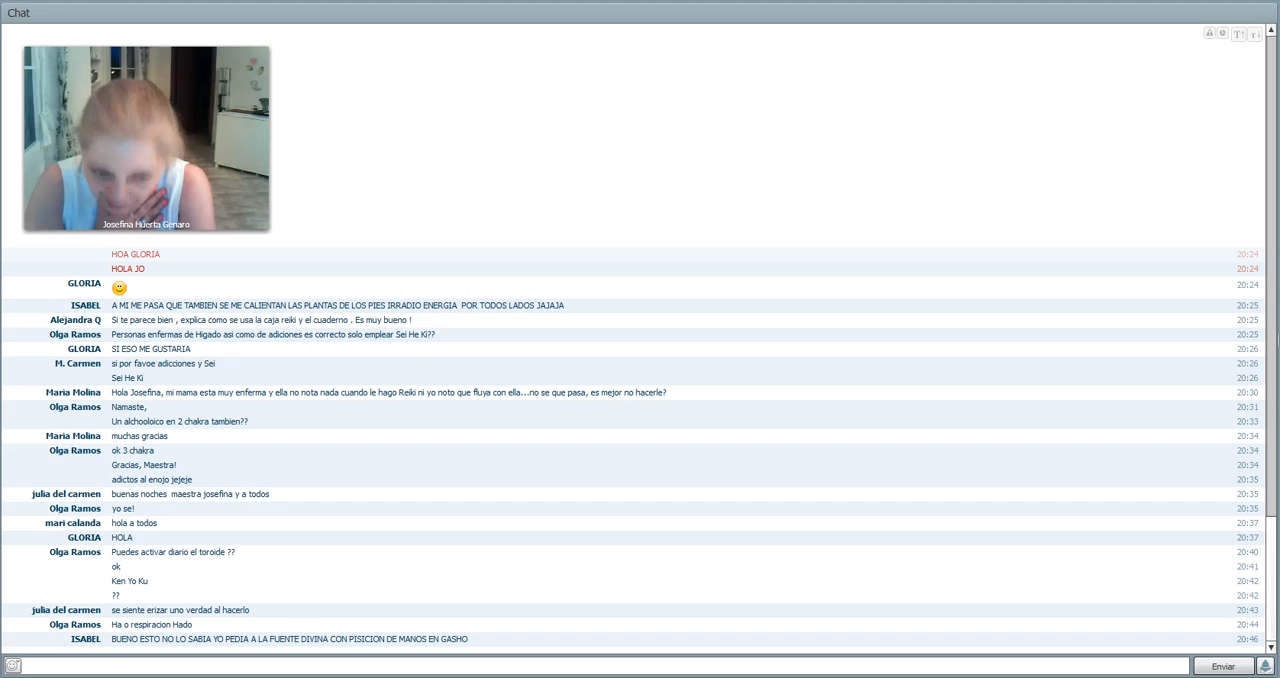 Chat
Josefina Huerta Genaro
HOA GLORIA 20:24
HOLA JO 20:24
GLORIA 20:24
ISABEL A MI ME PASA QUE TAMBIEN SE ME CALIENTAN LAS PLANTAS DE LOS PIES IRRADIO ENERGIA POR TODOS LADOS JAJAJA 20:25
Alejandra Q Si te parece bien , explica como se usa la caja reiki y el cuaderno . Es muy bueno ! 20:25
Olga Ramos Personas enfermas de Higado asi como de adiciones es correcto solo emplear Sei He Ki?? 20:25
GLORIA SI ESO ME GUSTARIA 20:26
M. Carmen si por favoe adicciones y Sei 20:26
Sei He Ki 20:26
Maria Molina Hola Josefina, mi mama esta muy enferma y ella no nota nada cuando le hago Reiki ni yo noto que fluya con ella...no se que pasa, es mejor no hacerle? 20:30
Olga Ramos Namaste, 20:31
Un alchooloico en 2 chakra tambien?? 20:33
Maria Molina muchas gracias 20:34
Olga Ramos ok 3 chakra 20:34
Gracias, Maestra! 20:34
adictos al enojo jejeje 20:35
julia del carmen buenas noches maestra josefina y a todos 20:35
Olga Ramos yo se! 20:35
mari calanda hola a todos 20:37
GLORIA HOLA 20:37
Olga Ramos Puedes activar diario el toroide ?? 20:40
ok 20:41
Ken Yo Ku 20:42
?? 20:42
julia del carmen se siente erizar uno verdad al hacerlo 20:43
Olga Ramos Ha o respiracion Hado 20:44
ISABEL BUENO ESTO NO LO SABIA YO PEDIA A LA FUENTE DIVINA CON PISICION DE MANOS EN GASHO 20:46
Enviar